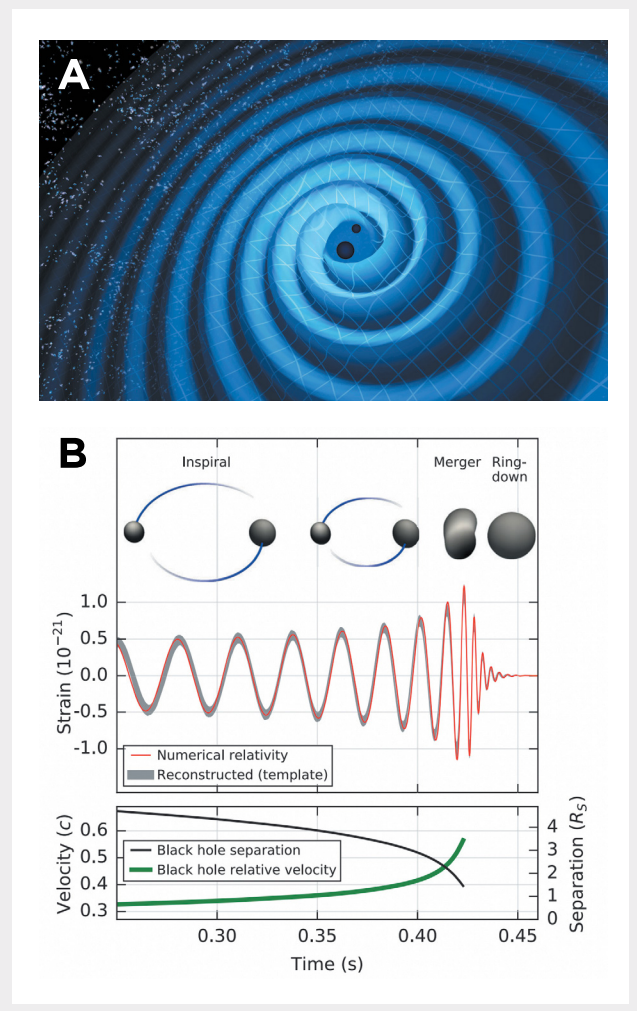 A
B
Inspiral
Merger
Ring-
down
1.0
0.5
0.0
-0.5
-1.0
Strain (10⁻²¹)
Numerical relativity
Reconstructed (template)
0.6
0.5
0.4
0.3
Velocity (c)
Black hole separation
Black hole relative velocity
4
3
2
1
0
Separation (R_S)
0.30
0.35
0.40
0.45
Time (s)